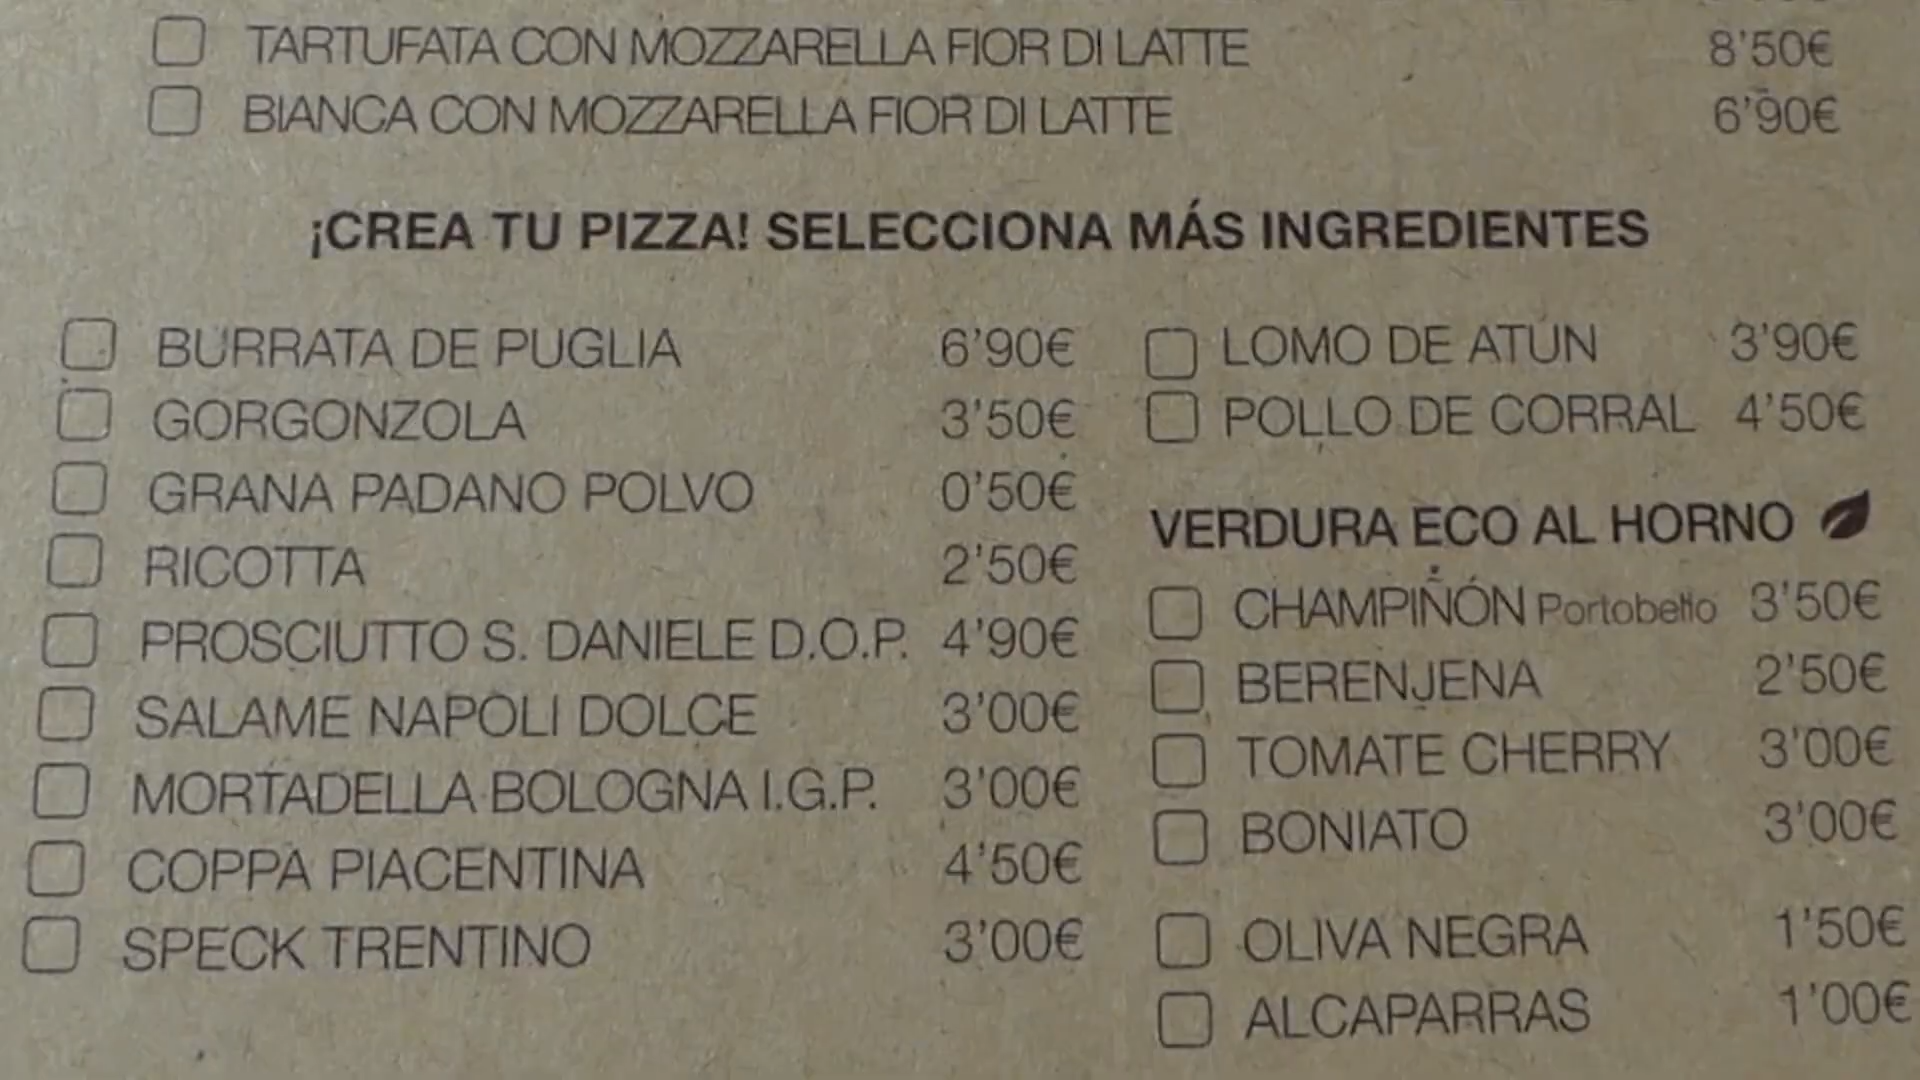 TARTUFATA CON MOZZARELLA FIOR DI LATTE 8'50€
BIANCA CON MOZZARELLA FIOR DI LATTE 6'90€
¡CREA TU PIZZA! SELECCIONA MÁS INGREDIENTES
BURRATA DE PUGLIA 6'90€
GORGONZOLA 3'50€
GRANA PADANO POLVO 0'50€
RICOTTA 2'50€
PROSCIUTTO S. DANIELE D.O.P. 4'90€
SALAME NAPOLI DOLCE 3'00€
MORTADELLA BOLOGNA I.G.P. 3'00€
COPPA PIACENTINA 4'50€
SPECK TRENTINO 3'00€
LOMO DE ATÚN 3'90€
POLLO DE CORRAL 4'50€
VERDURA ECO AL HORNO
CHAMPIÑÓN Portobello 3'50€
BERENJENA 2'50€
TOMATE CHERRY 3'00€
BONIATO 3'00€
OLIVA NEGRA 1'50€
ALCAPARRAS 1'00€